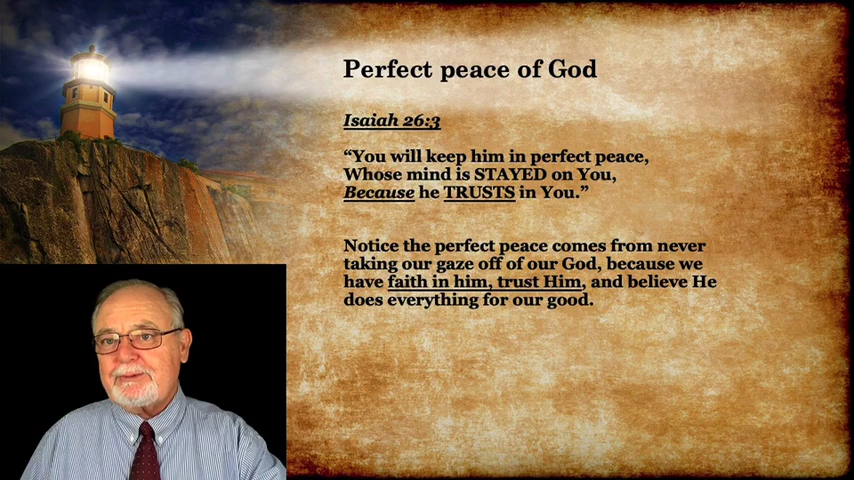 Perfect peace of God
Isaiah 26:3
“You will keep him in perfect peace,
Whose mind is STAYED on You,
Because he TRUSTS in You.”
Notice the perfect peace comes from never
taking our gaze off of our God, because we
have faith in him, trust Him, and believe He
does everything for our good.